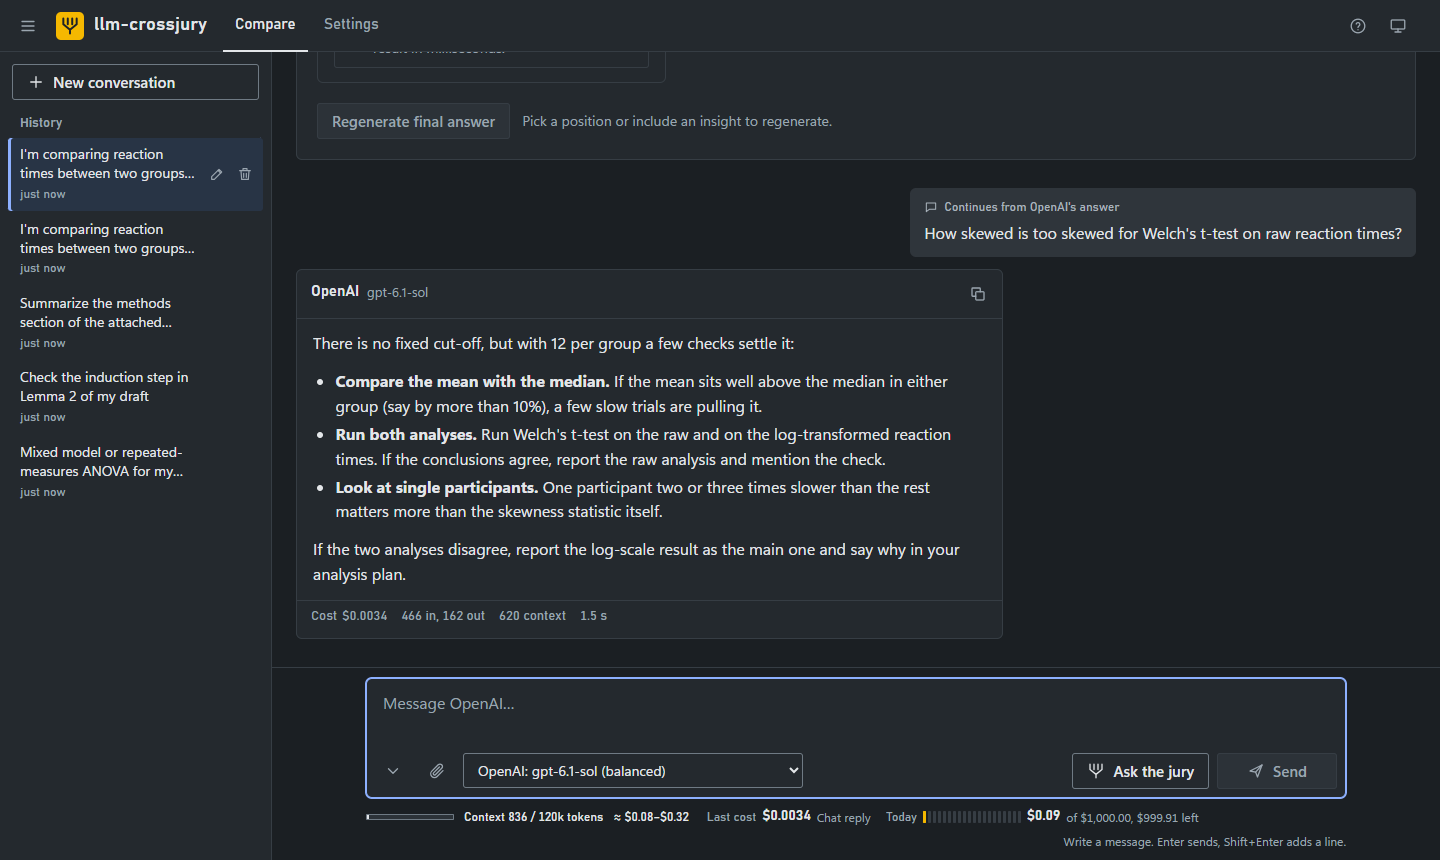 llm-crossjury
Compare
Settings
New conversation
History
I'm comparing reaction
times between two groups...
just now
I'm comparing reaction
times between two groups...
just now
Summarize the methods
section of the attached...
just now
Check the induction step in
Lemma 2 of my draft
just now
Mixed model or repeated-
measures ANOVA for my...
just now
Regenerate final answer
Pick a position or include an insight to regenerate.
Continues from OpenAI's answer
How skewed is too skewed for Welch's t-test on raw reaction times?
OpenAI gpt-6.1-sol
There is no fixed cut-off, but with 12 per group a few checks settle it:
• Compare the mean with the median. If the mean sits well above the median in either
group (say by more than 10%), a few slow trials are pulling it.
• Run both analyses. Run Welch's t-test on the raw and on the log-transformed reaction
times. If the conclusions agree, report the raw analysis and mention the check.
• Look at single participants. One participant two or three times slower than the rest
matters more than the skewness statistic itself.
If the two analyses disagree, report the log-scale result as the main one and say why in your
analysis plan.
Cost $0.0034 466 in, 162 out 620 context 1.5 s
Message OpenAI...
OpenAI: gpt-6.1-sol (balanced)
Ask the jury
Send
Context 836 / 120k tokens ≈ $0.08–$0.32 Last cost $0.0034 Chat reply Today $0.09 of $1,000.00, $999.91 left
Write a message. Enter sends, Shift+Enter adds a line.